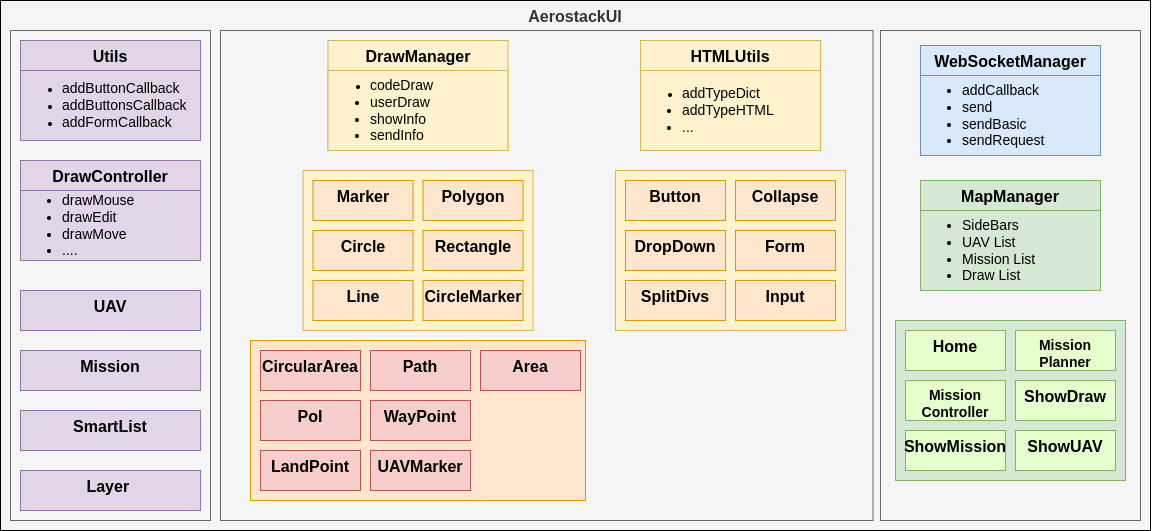 AerostackUI
Utils
addButtonCallback
addButtonsCallback
addFormCallback
DrawController
drawMouse
drawEdit
drawMove
....
UAV
Mission
SmartList
Layer
DrawManager
codeDraw
userDraw
showInfo
sendInfo
Marker
Polygon
Circle
Rectangle
Line
CircleMarker
CircularArea
Path
Area
PoI
WayPoint
LandPoint
UAVMarker
HTMLUtils
addTypeDict
addTypeHTML
...
Button
Collapse
DropDown
Form
SplitDivs
Input
WebSocketManager
addCallback
send
sendBasic
sendRequest
MapManager
SideBars
UAV List
Mission List
Draw List
Home
Mission
Planner
Mission
Controller
ShowDraw
ShowMission
ShowUAV